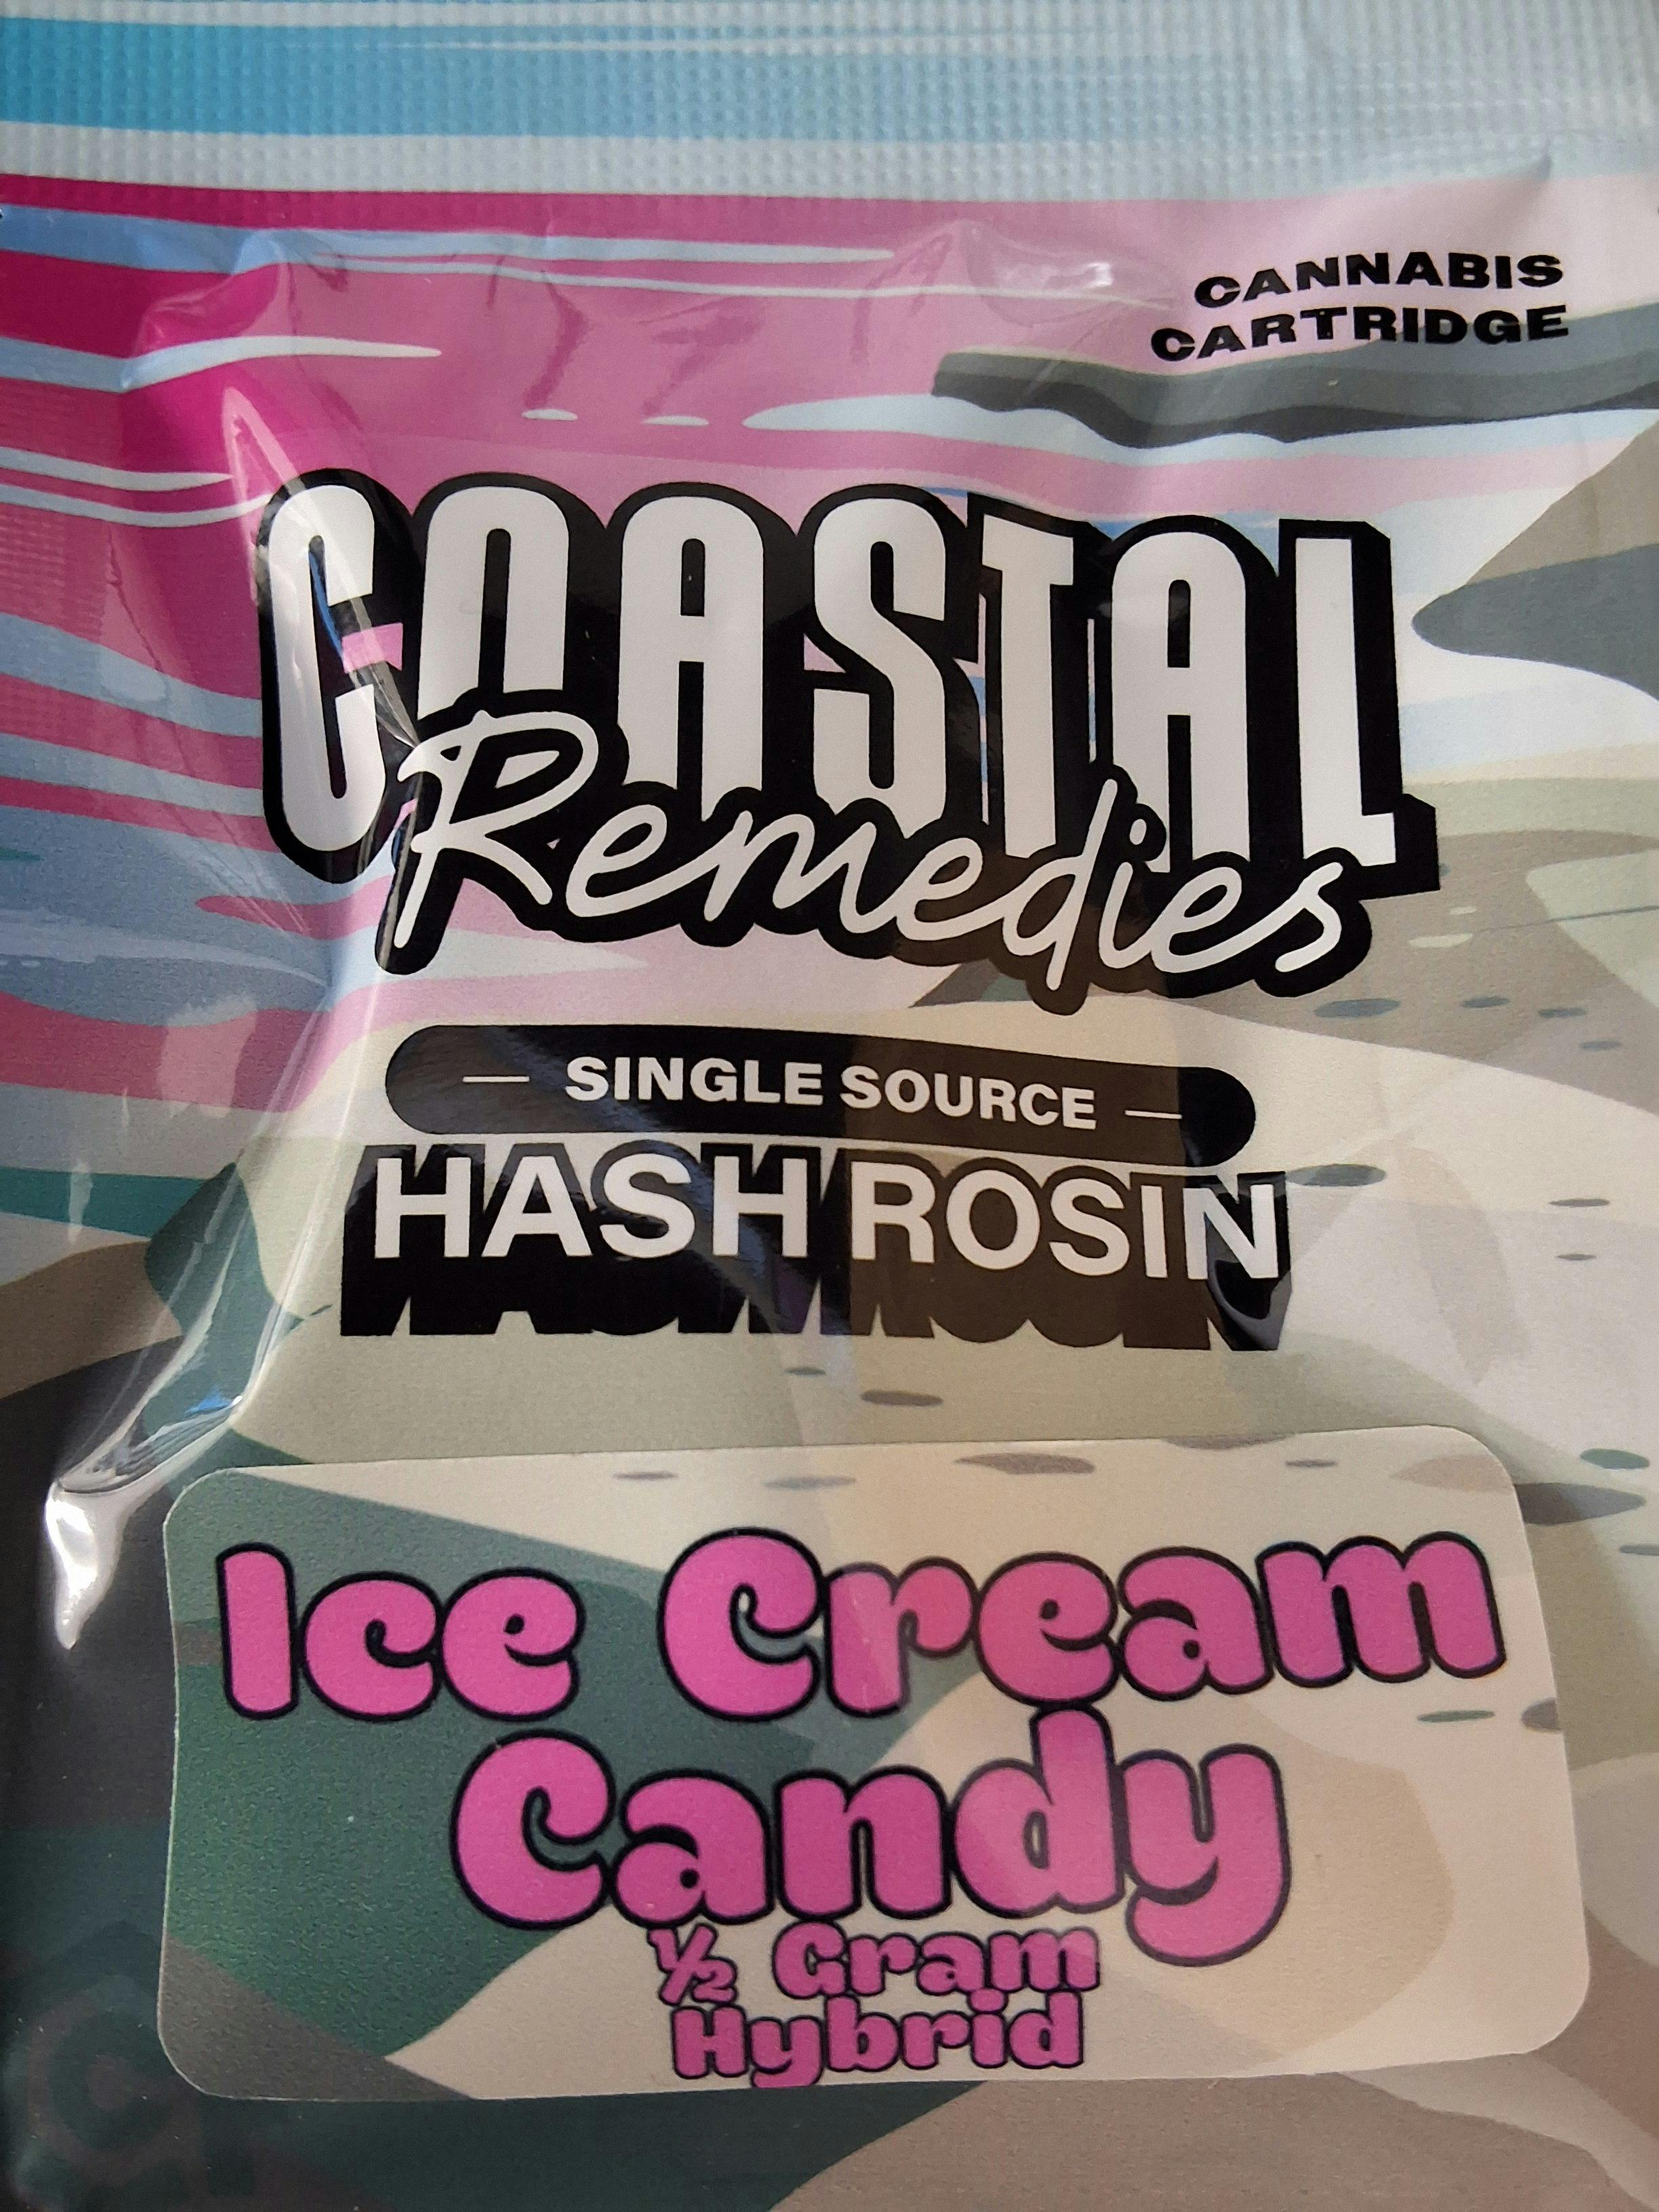 CANNABIS
CARTRIDGE
COASTAL
Remedies
— SINGLE SOURCE —
HASH ROSIN
Ice Cream
Candy
½ Gram
Hybrid